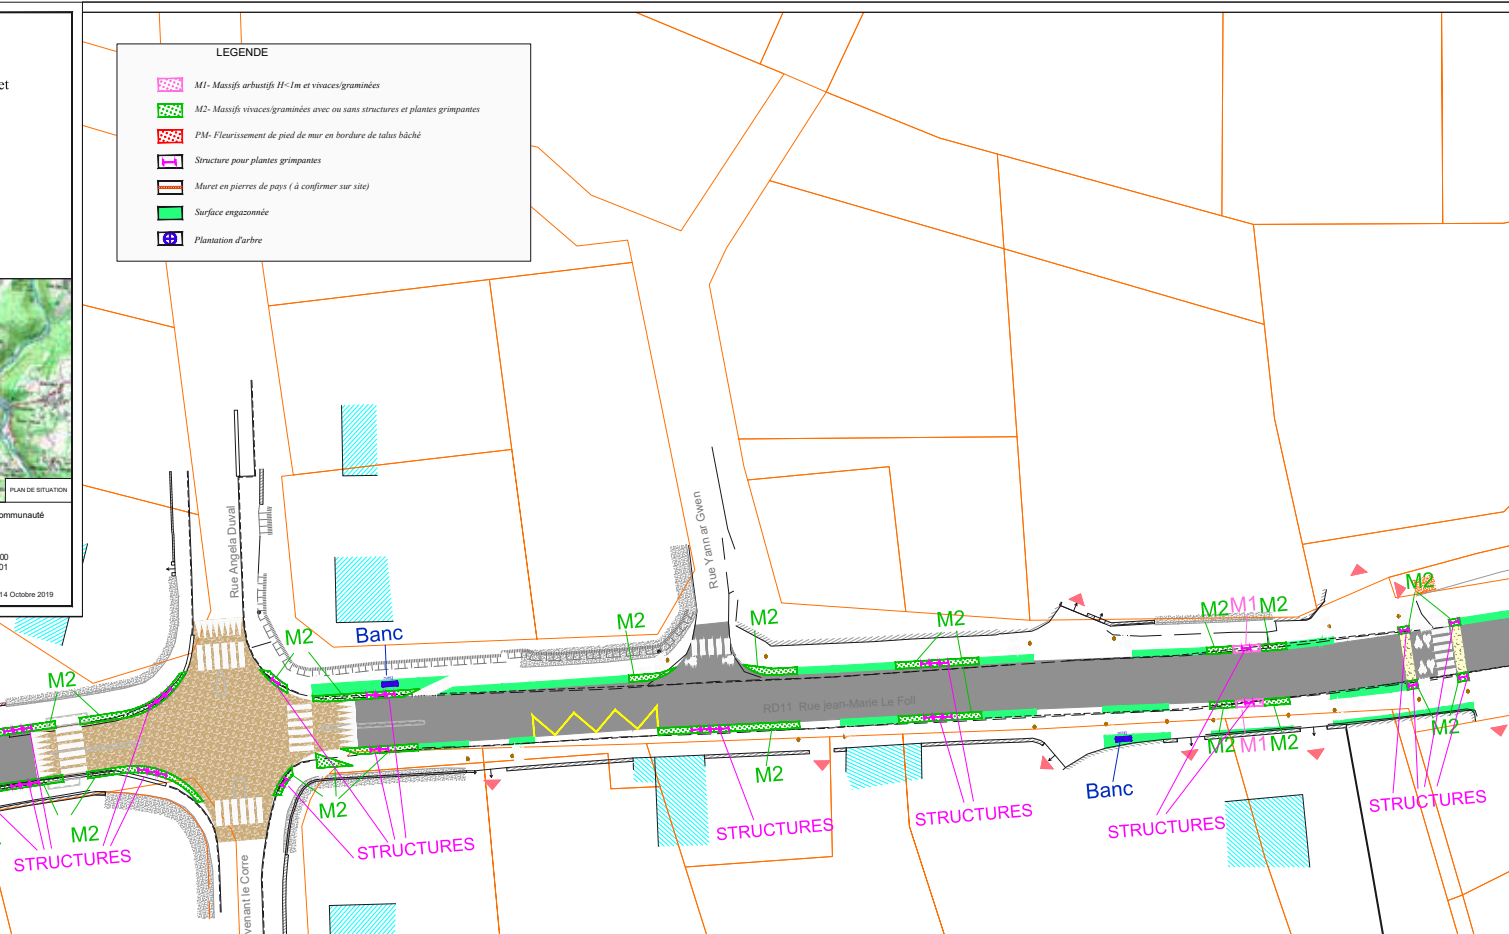 et
LEGENDE
M1- Massifs arbustifs H<1m et vivaces/graminées
M2- Massifs vivaces/graminées avec ou sans structures et plantes grimpantes
PM- Fleurissement de pied de mur en bordure de talus bâché
Structure pour plantes grimpantes
Muret en pierres de pays ( à confirmer sur site)
Surface engazonnée
Plantation d'arbre
PLAN DE SITUATION
ommunauté
00
01
14 Octobre 2019
Rue Angela Duval
Rue Yann ar Gwen
M2
Banc
M2
M2
M2
M2 M1 M2
M2
M2
RD11 Rue jean-Marie Le Foll
M2
M2 M1 M2
M2
Banc
M2
M2
STRUCTURES
STRUCTURES
STRUCTURES
STRUCTURES
STRUCTURES
STRUCTURES
venant le Corre